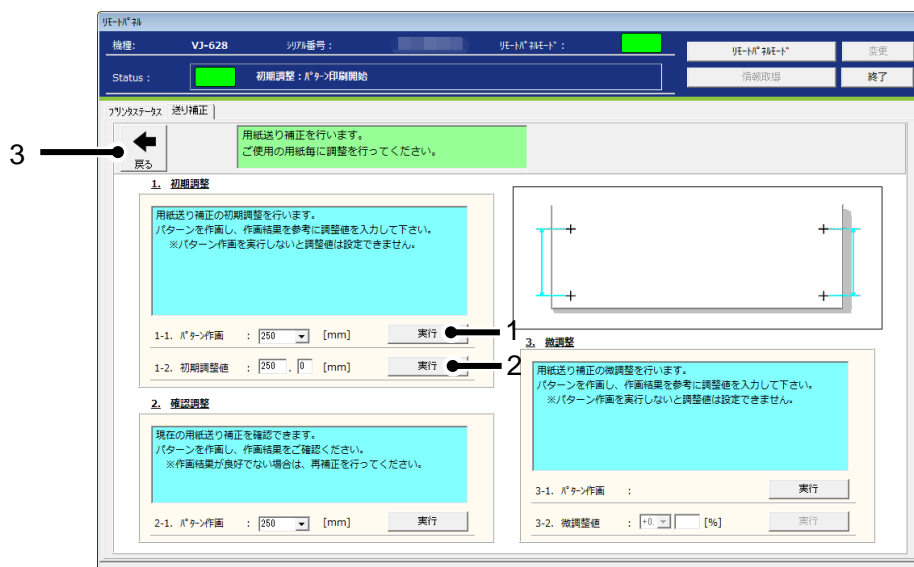 ﾘﾓｰﾄﾊﾟﾈﾙ
機種: VJ-628 ｼﾘｱﾙ番号： ﾘﾓｰﾄﾊﾟﾈﾙﾓｰﾄﾞ：
ﾘﾓｰﾄﾊﾟﾈﾙﾓｰﾄﾞ 変更
Status： 初期調整：ﾊﾟﾀｰﾝ印刷開始
情報取得 終了
ﾌﾟﾘﾝﾀｽﾃｰﾀｽ 送り補正
3
戻る
用紙送り補正を行います。
ご使用の用紙毎に調整を行ってください。
1. 初期調整
用紙送り補正の初期調整を行います。
パターンを作画し、作画結果を参考に調整値を入力して下さい。
※パターン作画を実行しないと調整値は設定できません。
1-1. ﾊﾟﾀｰﾝ作画 : 250 [mm] 実行 1
1-2. 初期調整値 : 250 . 0 [mm] 実行 2
2. 確認調整
現在の用紙送り補正を確認できます。
パターンを作画し、作画結果をご確認ください。
※作画結果が良好でない場合は、再補正を行ってください。
2-1. ﾊﾟﾀｰﾝ作画 : 250 [mm] 実行
3. 微調整
用紙送り補正の微調整を行います。
パターンを作画し、作画結果を参考に調整値を入力して下さい。
※パターン作画を実行しないと調整値は設定できません。
3-1. ﾊﾟﾀｰﾝ作画 : 実行
3-2. 微調整値 : +0. [%] 実行